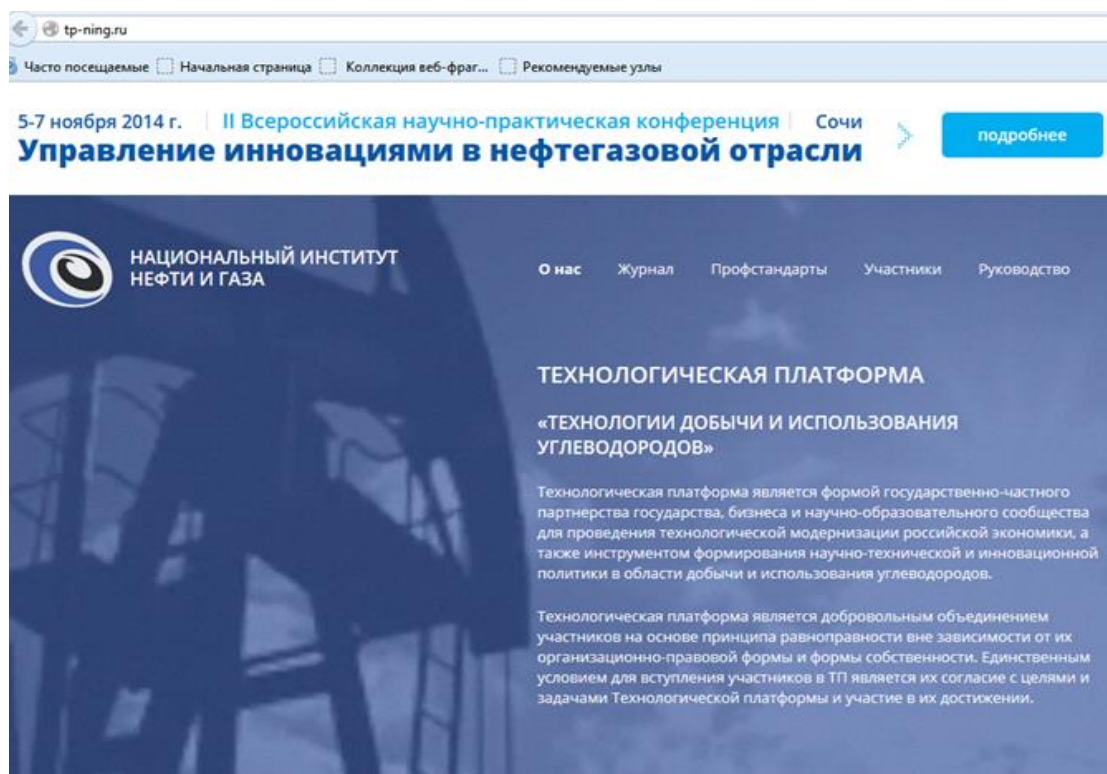 tp-ning.ru
Часто посещаемые Начальная страница Коллекция веб-фраг... Рекомендуемые узлы
5-7 ноября 2014 г. II Всероссийская научно-практическая конференция Сочи
Управление инновациями в нефтегазовой отрасли
подробнее
НАЦИОНАЛЬНЫЙ ИНСТИТУТ
НЕФТИ И ГАЗА
О нас Журнал Профстандарты Участники Руководство
ТЕХНОЛОГИЧЕСКАЯ ПЛАТФОРМА
«ТЕХНОЛОГИИ ДОБЫЧИ И ИСПОЛЬЗОВАНИЯ
УГЛЕВОДОРОДОВ»
Технологическая платформа является формой государственно-частного
партнерства государства, бизнеса и научно-образовательного сообщества
для проведения технологической модернизации российской экономики, а
также инструментом формирования научно-технической и инновационной
политики в области добычи и использования углеводородов.
Технологическая платформа является добровольным объединением
участников на основе принципа равноправности вне зависимости от их
организационно-правовой формы и формы собственности. Единственным
условием для вступления участников в ТП является их согласие с целями и
задачами Технологической платформы и участие в их достижении.